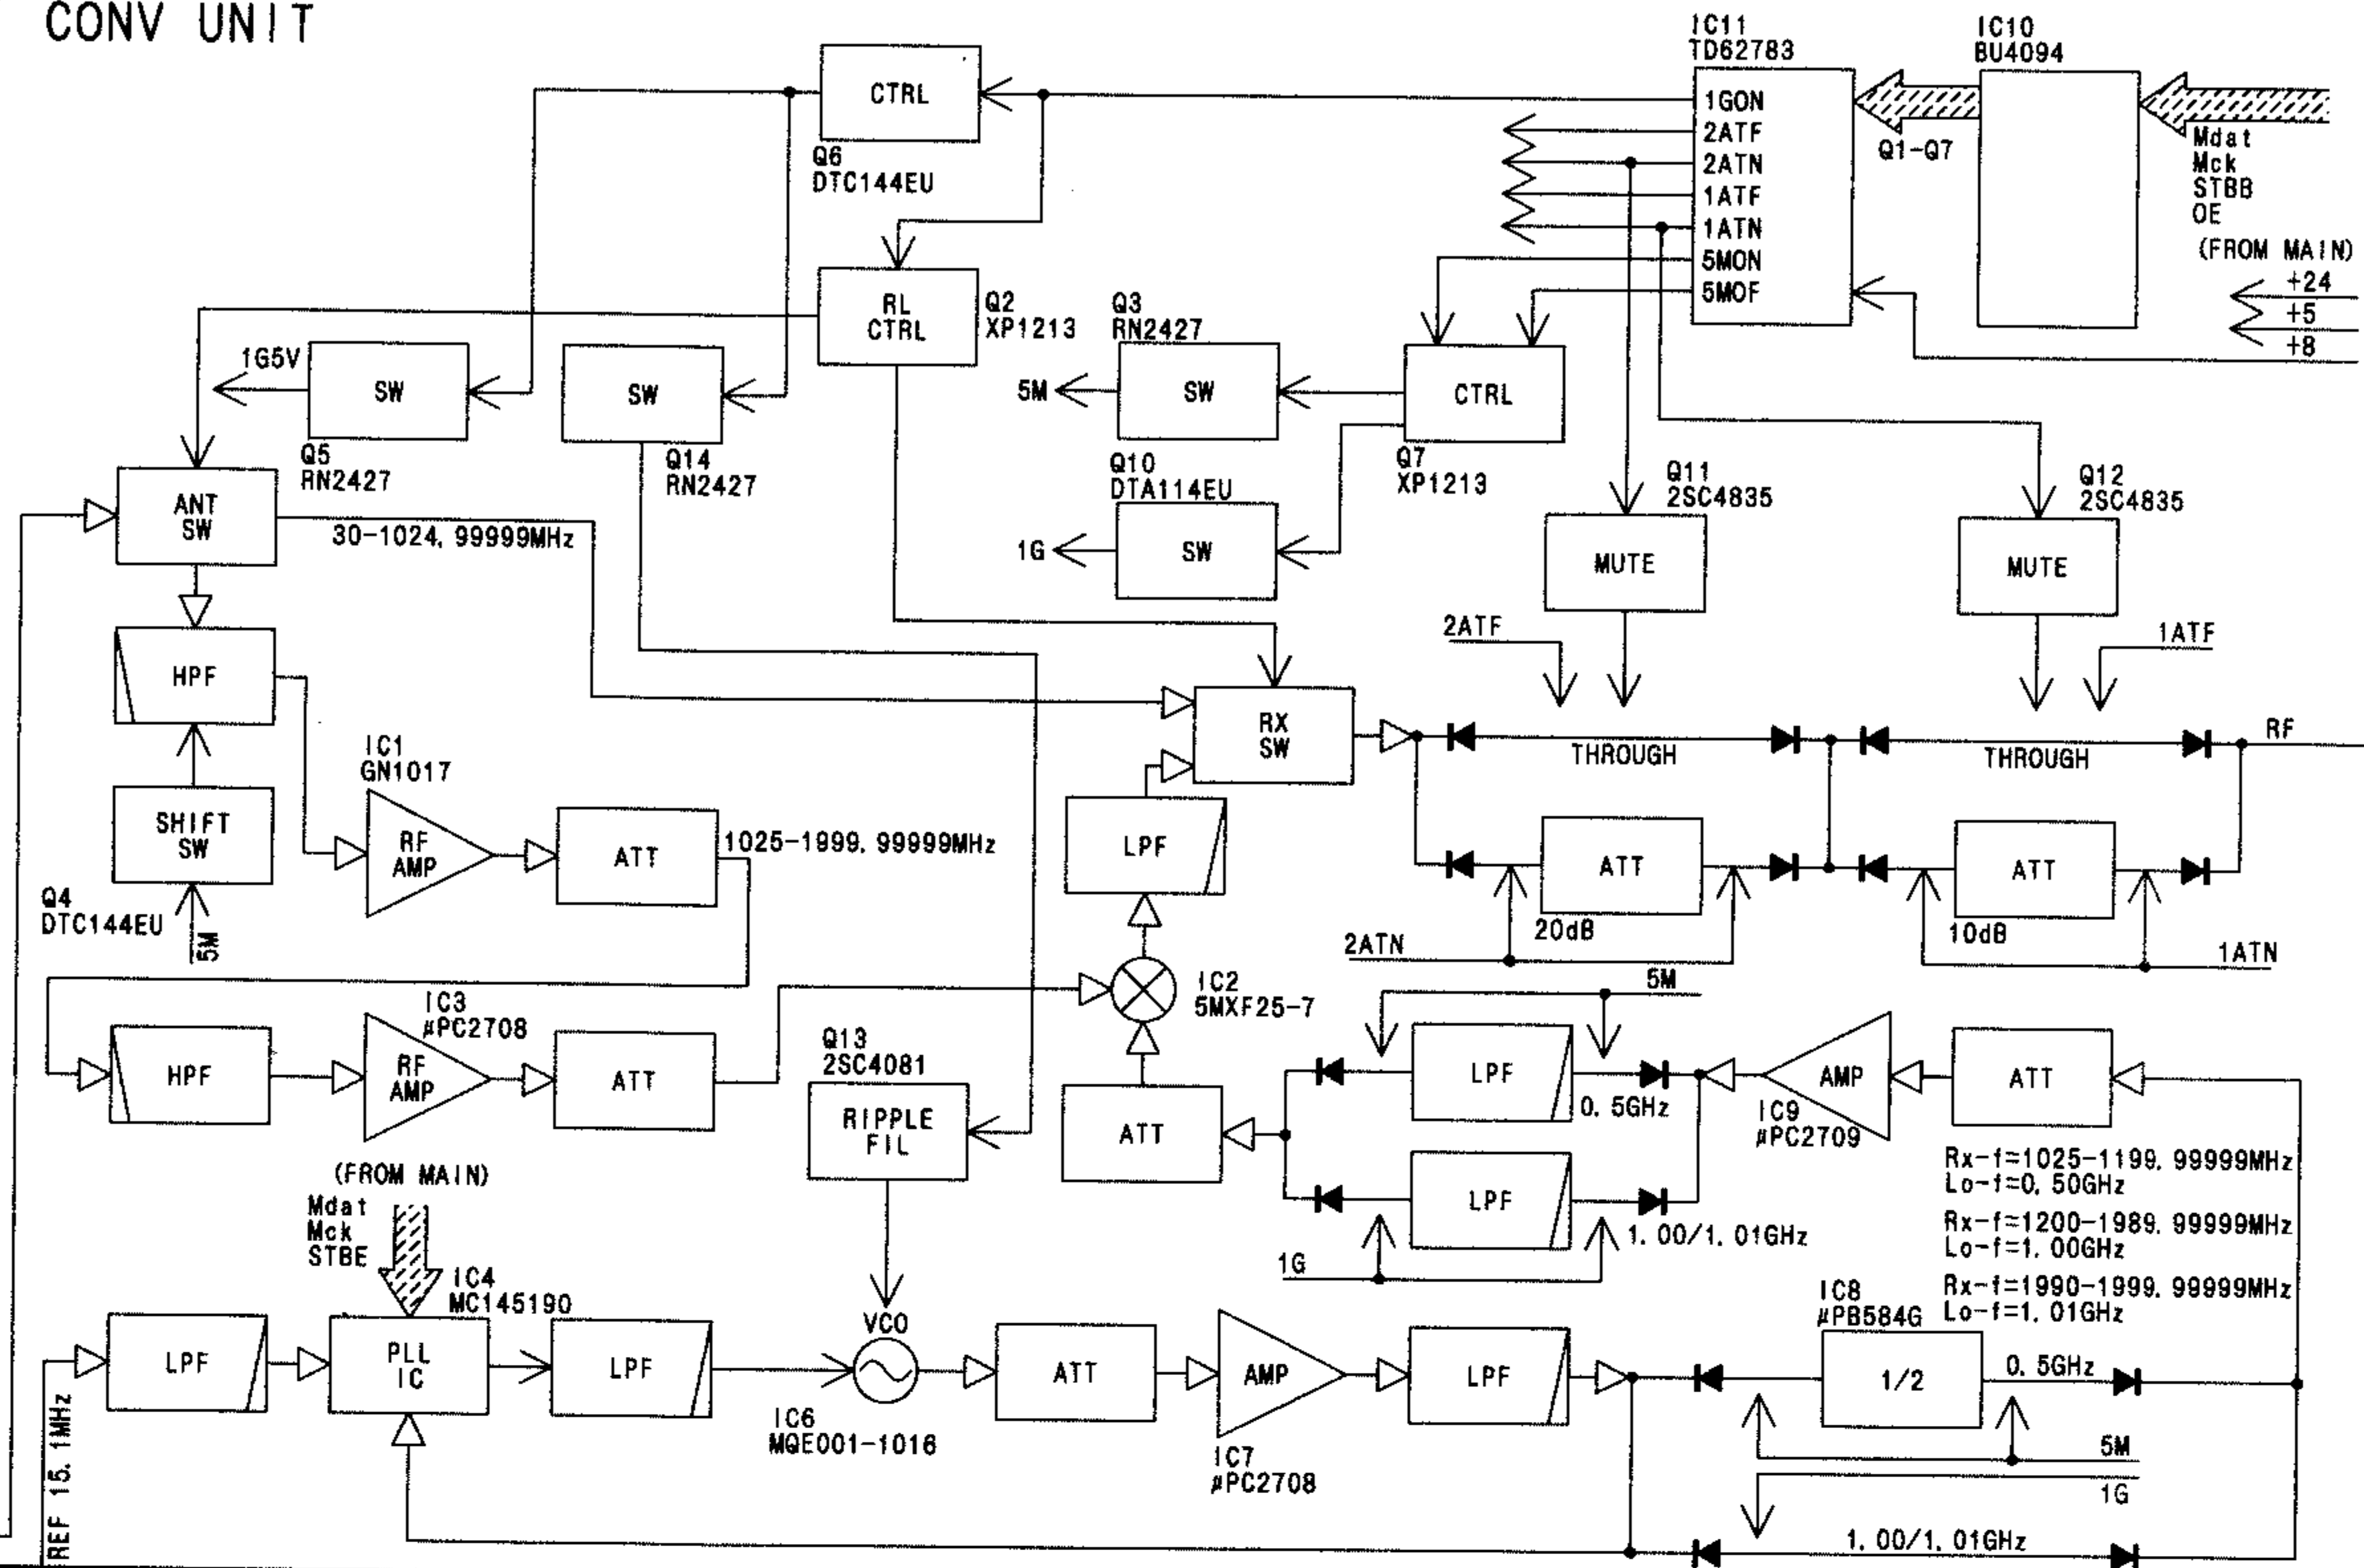 CONV UNIT
IC11
TD62783
IC10
BU4094
CTRL
Q6
DTC144EU
1GON
2ATF
2ATN
1ATF
1ATN
5MON
5MOF
Q1-Q7
Mdat
Mck
STBB
OE
(FROM MAIN)
+24
+5
+8
RL
CTRL
Q2
XP1213
Q3
RN2427
1G5V
SW
Q5
RN2427
SW
Q14
RN2427
5M
SW
CTRL
Q7
XP1213
Q10
DTA114EU
1G
SW
Q11
2SC4835
MUTE
Q12
2SC4835
MUTE
ANT
SW
30-1024.99999MHz
HPF
SHIFT
SW
Q4
DTC144EU
5M
IC1
GN1017
RF
AMP
ATT
1025-1999.99999MHz
RX
SW
LPF
2ATF
1ATF
THROUGH
THROUGH
RF
ATT
20dB
2ATN
ATT
10dB
1ATN
HPF
IC3
μPC2708
RF
AMP
ATT
IC2
5MXF25-7
Q13
2SC4081
RIPPLE
FIL
ATT
5M
LPF
0.5GHz
LPF
1.00/1.01GHz
1G
AMP
IC9
μPC2709
ATT
Rx-f=1025-1199.99999MHz
Lo-f=0.50GHz
Rx-f=1200-1989.99999MHz
Lo-f=1.00GHz
Rx-f=1990-1999.99999MHz
Lo-f=1.01GHz
(FROM MAIN)
Mdat
Mck
STBE
REF 15.1MHz
LPF
IC4
MC145190
PLL
IC
LPF
VCO
IC6
MQE001-1016
ATT
AMP
IC7
μPC2708
LPF
IC8
μPB584G
1/2
0.5GHz
5M
1G
1.00/1.01GHz